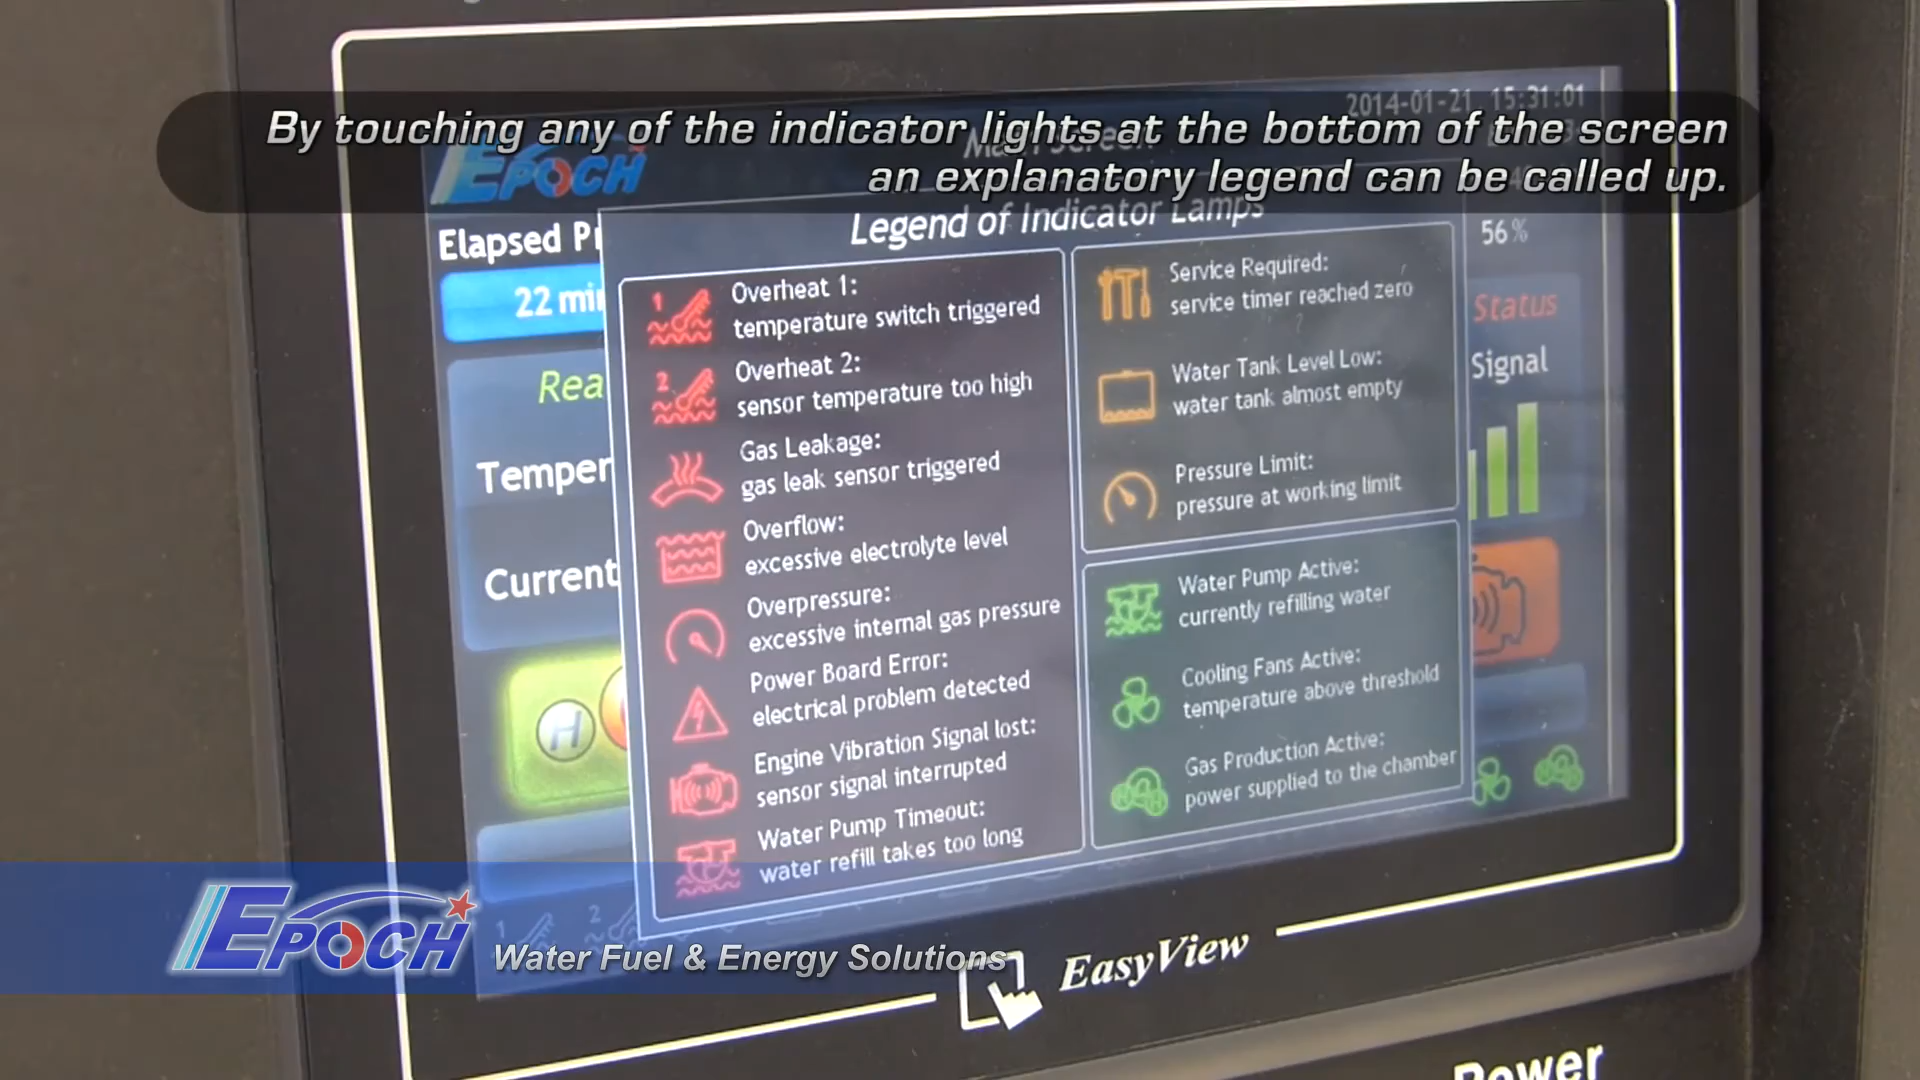 2014-01-21 15:31:01
By touching any of the indicator lights at the bottom of the screen
an explanatory legend can be called up.
EPOCH
Legend of Indicator Lamps
Elapsed
22 min
56%
Status
Signal
Current
Overheat 1:
temperature switch triggered
Overheat 2:
sensor temperature too high
Gas Leakage:
gas leak sensor triggered
Overflow:
excessive electrolyte level
Overpressure:
excessive internal gas pressure
Power Board Error:
electrical problem detected
Engine Vibration Signal lost:
sensor signal interrupted
Water Pump Timeout:
water refill takes too long
Service Required:
service timer reached zero
Water Tank Level Low:
water tank almost empty
Pressure Limit:
pressure at working limit
Water Pump Active:
currently refilling water
Cooling Fans Active:
temperature above threshold
Gas Production Active:
power supplied to the chamber
EPOCH
Water Fuel & Energy Solutions
EasyView
Power